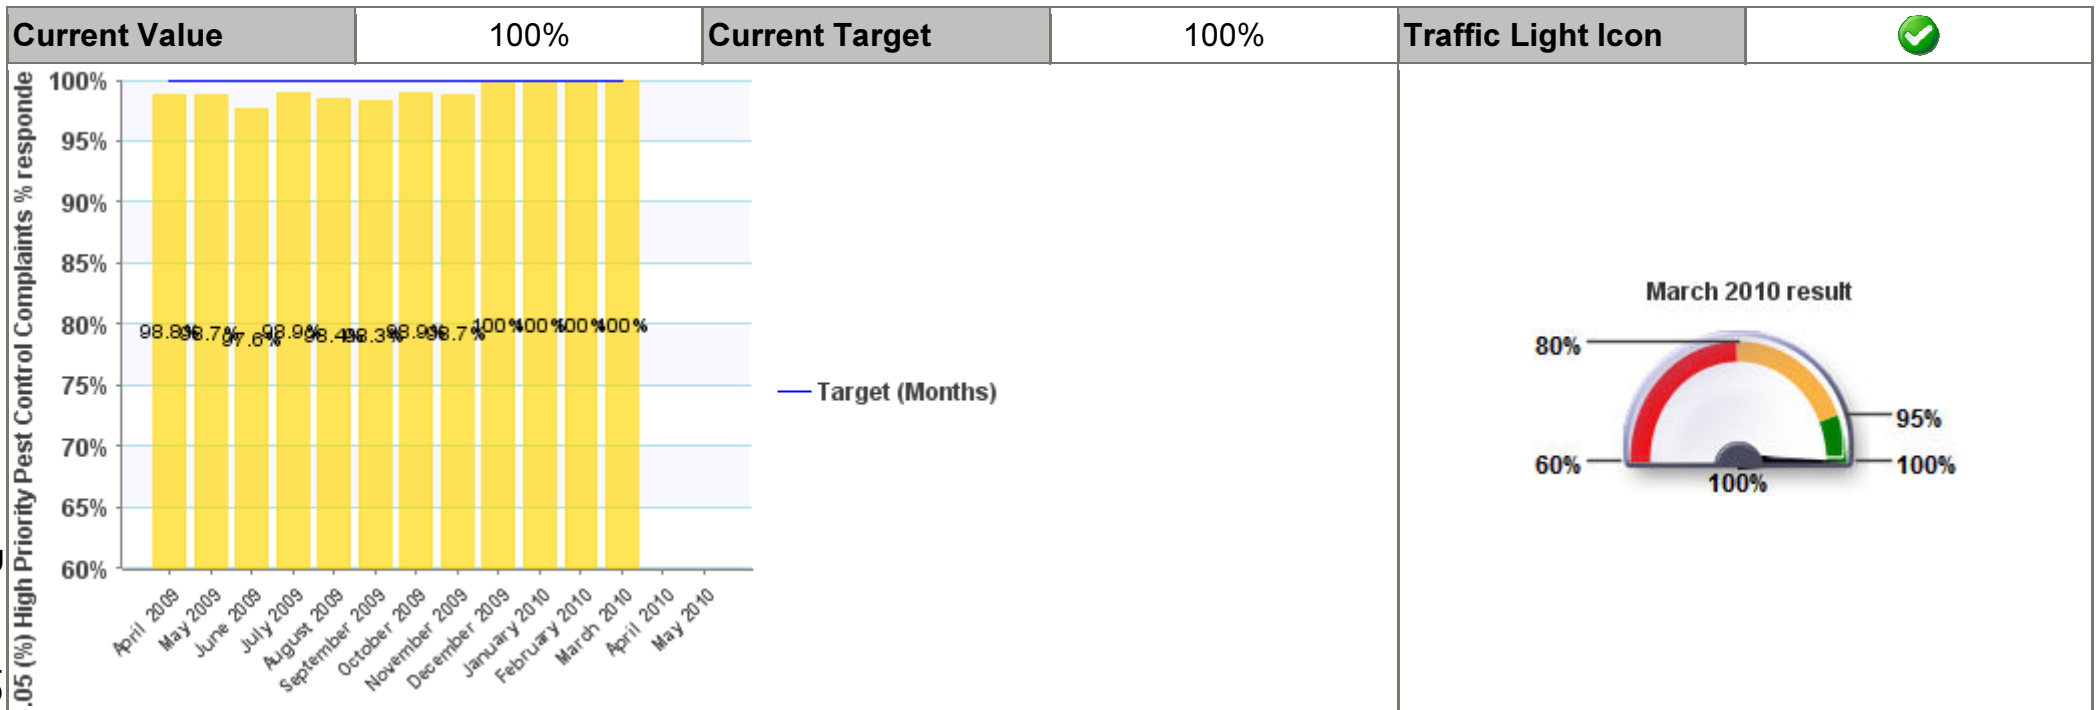 Current Value 100% Current Target 100% Traffic Light Icon
.05 (%) High Priority Pest Control Complaints % responde
100%
95%
90%
85%
80%
75%
70%
65%
60%
98.8%
98.7%
97.6%
98.9%
98.4%
98.3%
98.9%
98.7%
100%
100%
100%
100%
April 2009
May 2009
June 2009
July 2009
August 2009
September 2009
October 2009
November 2009
December 2009
January 2010
February 2010
March 2010
April 2010
May 2010
Target (Months)
March 2010 result
80%
95%
60%
100%
100%